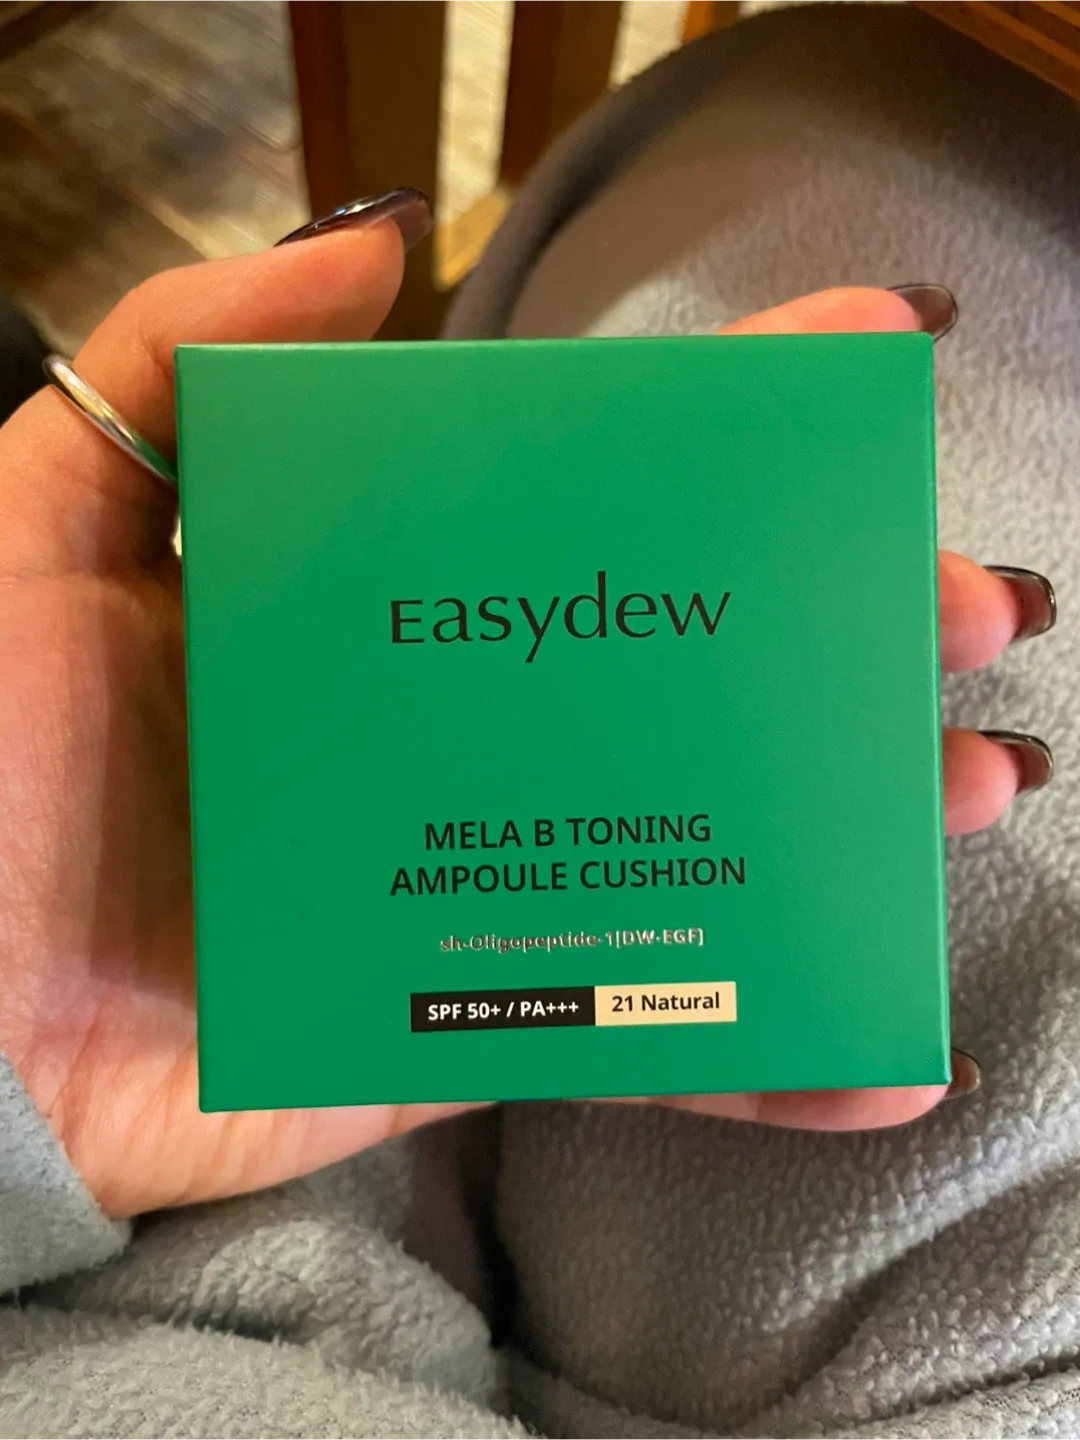 Easydew
MELA B TONING
AMPOULE CUSHION
sh-Oligopeptide-1[DW-EGF]
SPF 50+ / PA+++
21 Natural